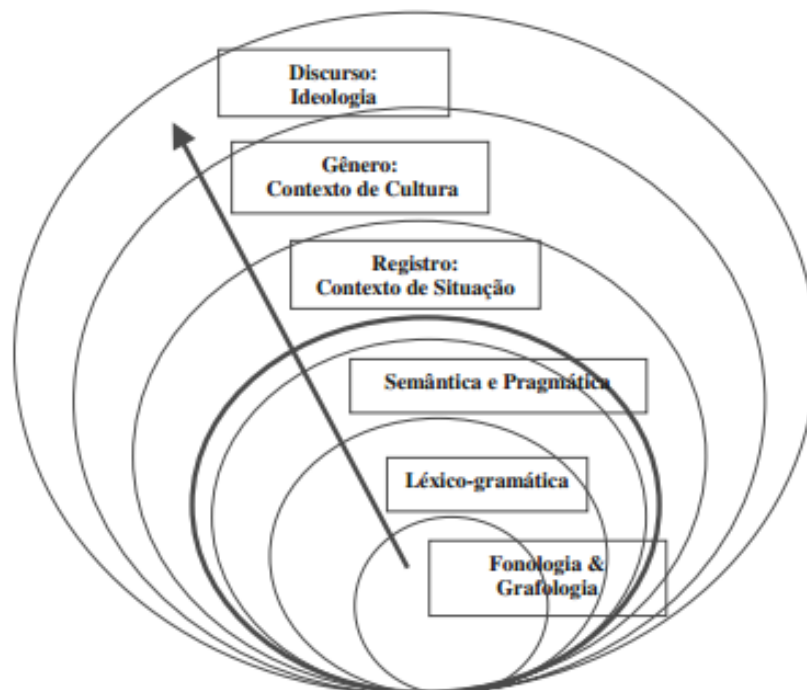 Discurso:
Ideologia
Gênero:
Contexto de Cultura
Registro:
Contexto de Situação
Semântica e Pragmática
Léxico-gramática
Fonologia &
Grafologia